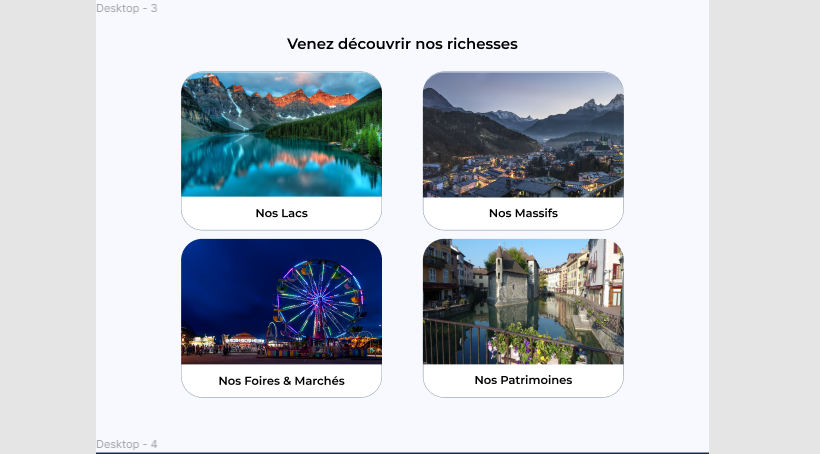 Desktop - 3
Venez découvrir nos richesses
Nos Lacs
Nos Massifs
Nos Foires & Marchés
Nos Patrimoines
Desktop - 4